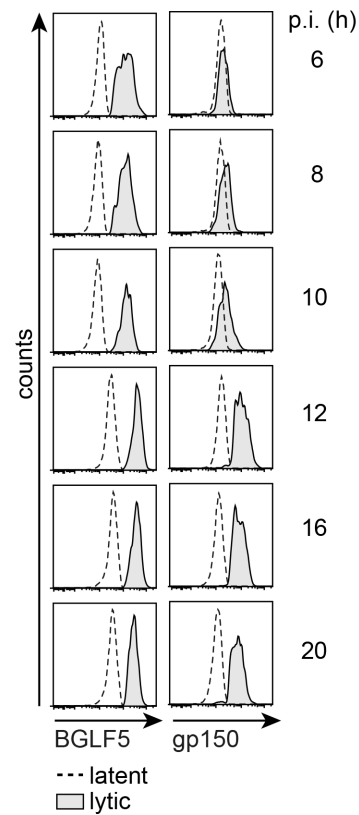 p.i. (h)
6
8
10
12
16
20
counts
BGLF5
gp150
latent
lytic